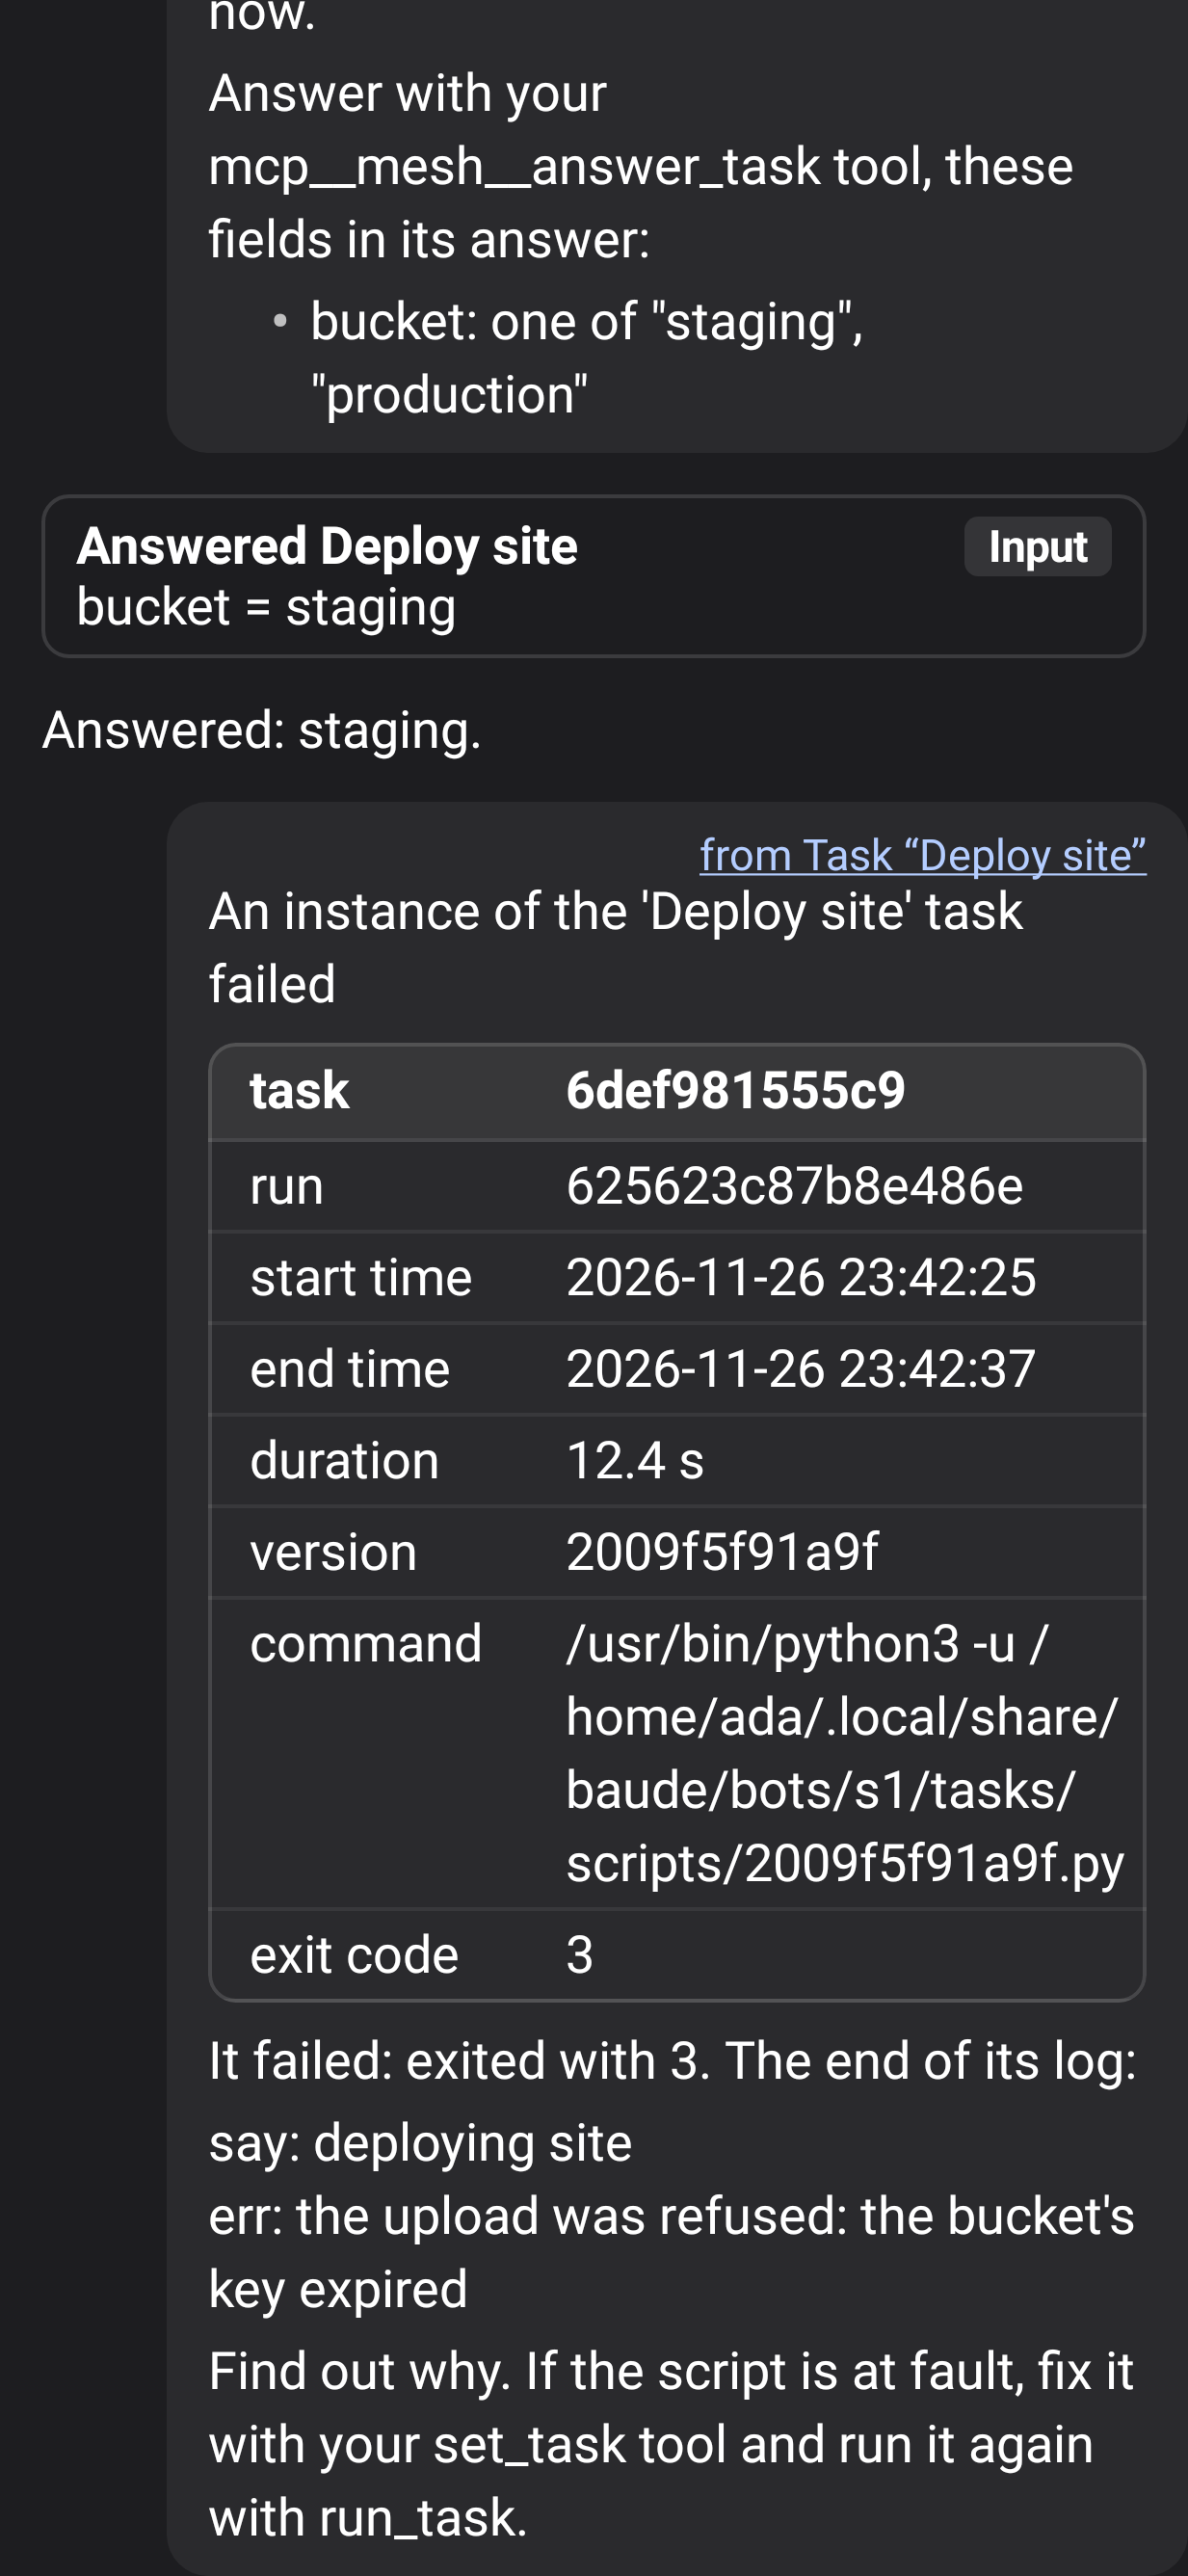 now.
Answer with your
mcp__mesh__answer_task tool, these
fields in its answer:
• bucket: one of "staging",
"production"
Answered Deploy site
Input
bucket = staging
Answered: staging.
from Task “Deploy site”
An instance of the 'Deploy site' task
failed
task 6def981555c9
run 625623c87b8e486e
start time 2026-11-26 23:42:25
end time 2026-11-26 23:42:37
duration 12.4 s
version 2009f5f91a9f
command /usr/bin/python3 -u /
home/ada/.local/share/
baude/bots/s1/tasks/
scripts/2009f5f91a9f.py
exit code 3
It failed: exited with 3. The end of its log:
say: deploying site
err: the upload was refused: the bucket's
key expired
Find out why. If the script is at fault, fix it
with your set_task tool and run it again
with run_task.